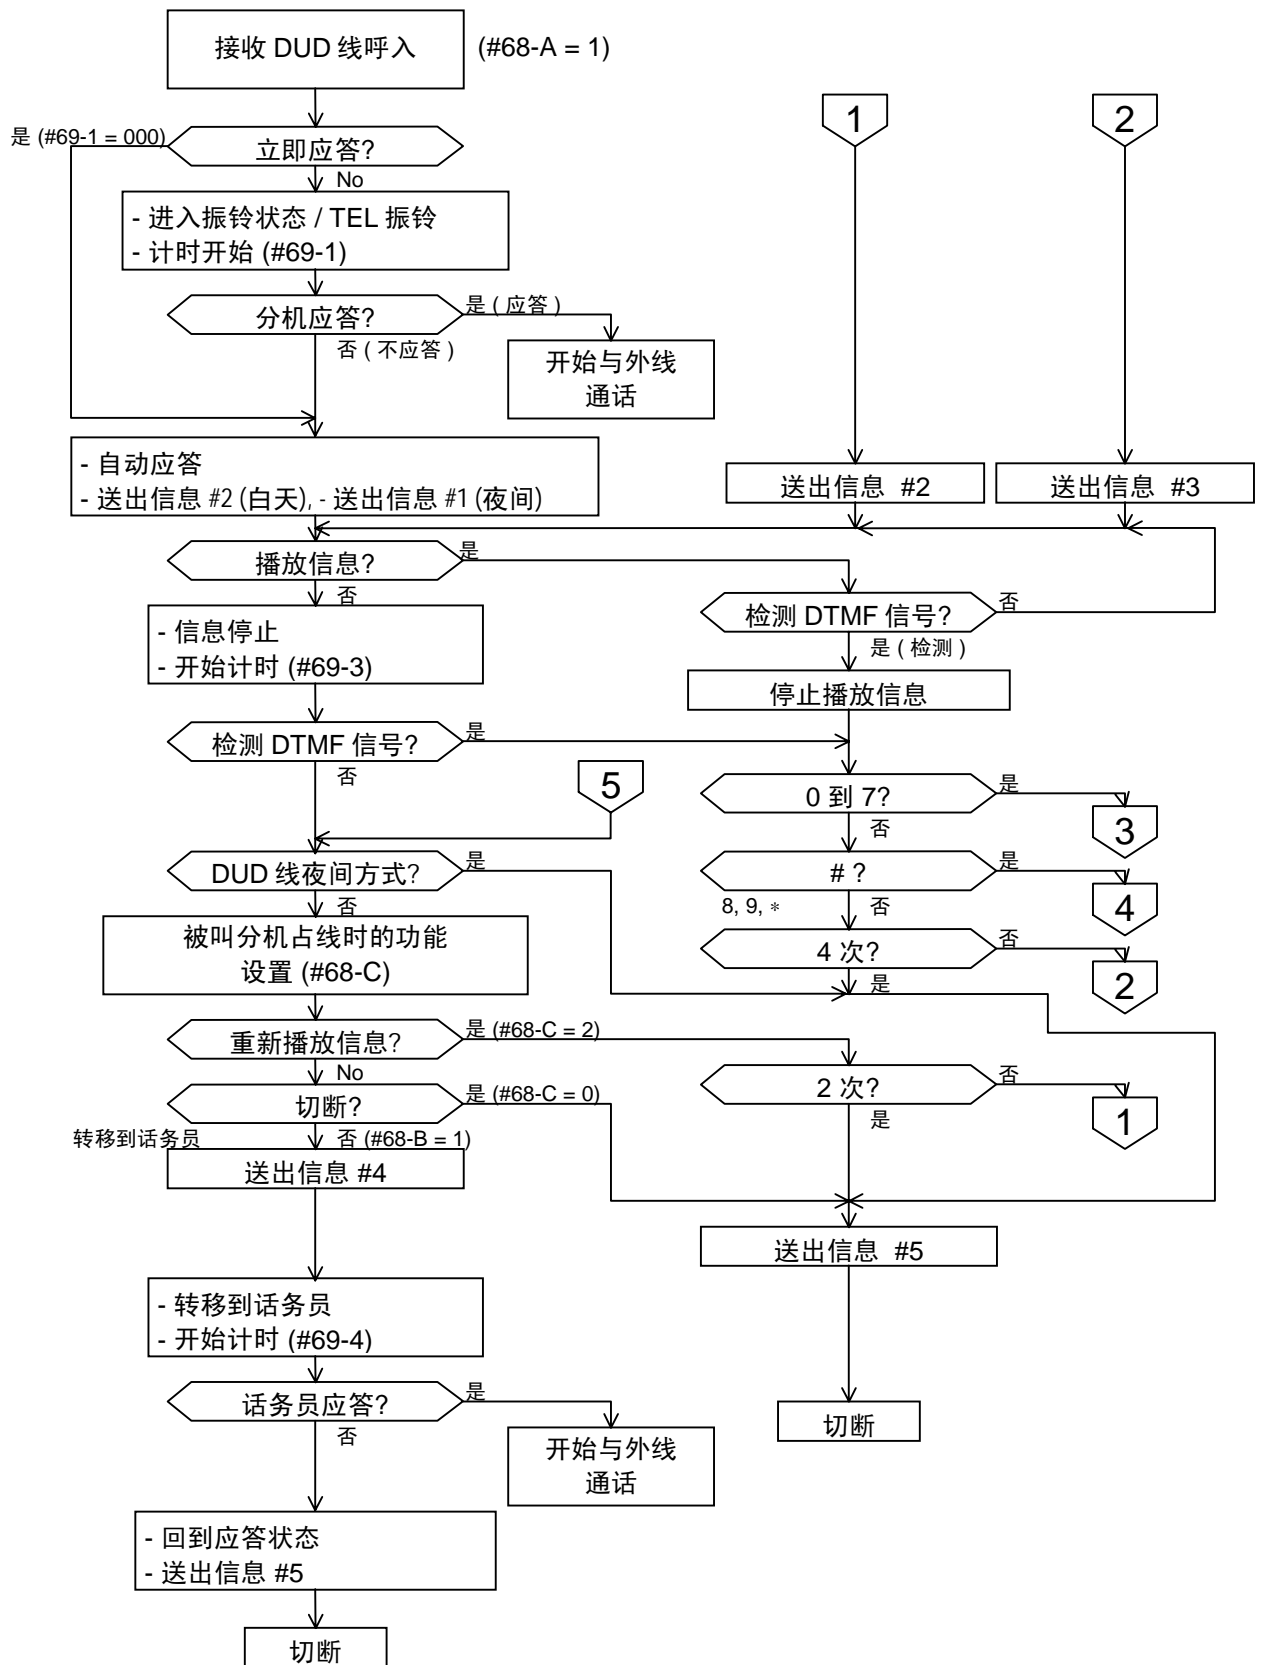 接收 DUD 线呼入
(#68-A = 1)
1
2
是 (#69-1 = 000)
立即应答?
No
- 进入振铃状态 / TEL 振铃
- 计时开始 (#69-1)
分机应答?
是 ( 应答 )
否 ( 不应答 )
开始与外线
通话
- 自动应答
- 送出信息 #2 (白天), - 送出信息 #1 (夜间)
送出信息 #2
送出信息 #3
播放信息?
是
否
检测 DTMF 信号?
否
- 信息停止
- 开始计时 (#69-3)
是 ( 检测 )
停止播放信息
检测 DTMF 信号?
是
否
5
0 到 7?
是
否
3
DUD 线夜间方式?
是
否
# ?
是
8, 9, *
否
4
被叫分机占线时的功能
设置 (#68-C)
4 次?
否
是
2
重新播放信息?
是 (#68-C = 2)
No
2 次?
否
是
1
切断?
是 (#68-C = 0)
转移到话务员
否 (#68-B = 1)
送出信息 #4
送出信息 #5
- 转移到话务员
- 开始计时 (#69-4)
话务员应答?
是
否
开始与外线
通话
切断
- 回到应答状态
- 送出信息 #5
切断